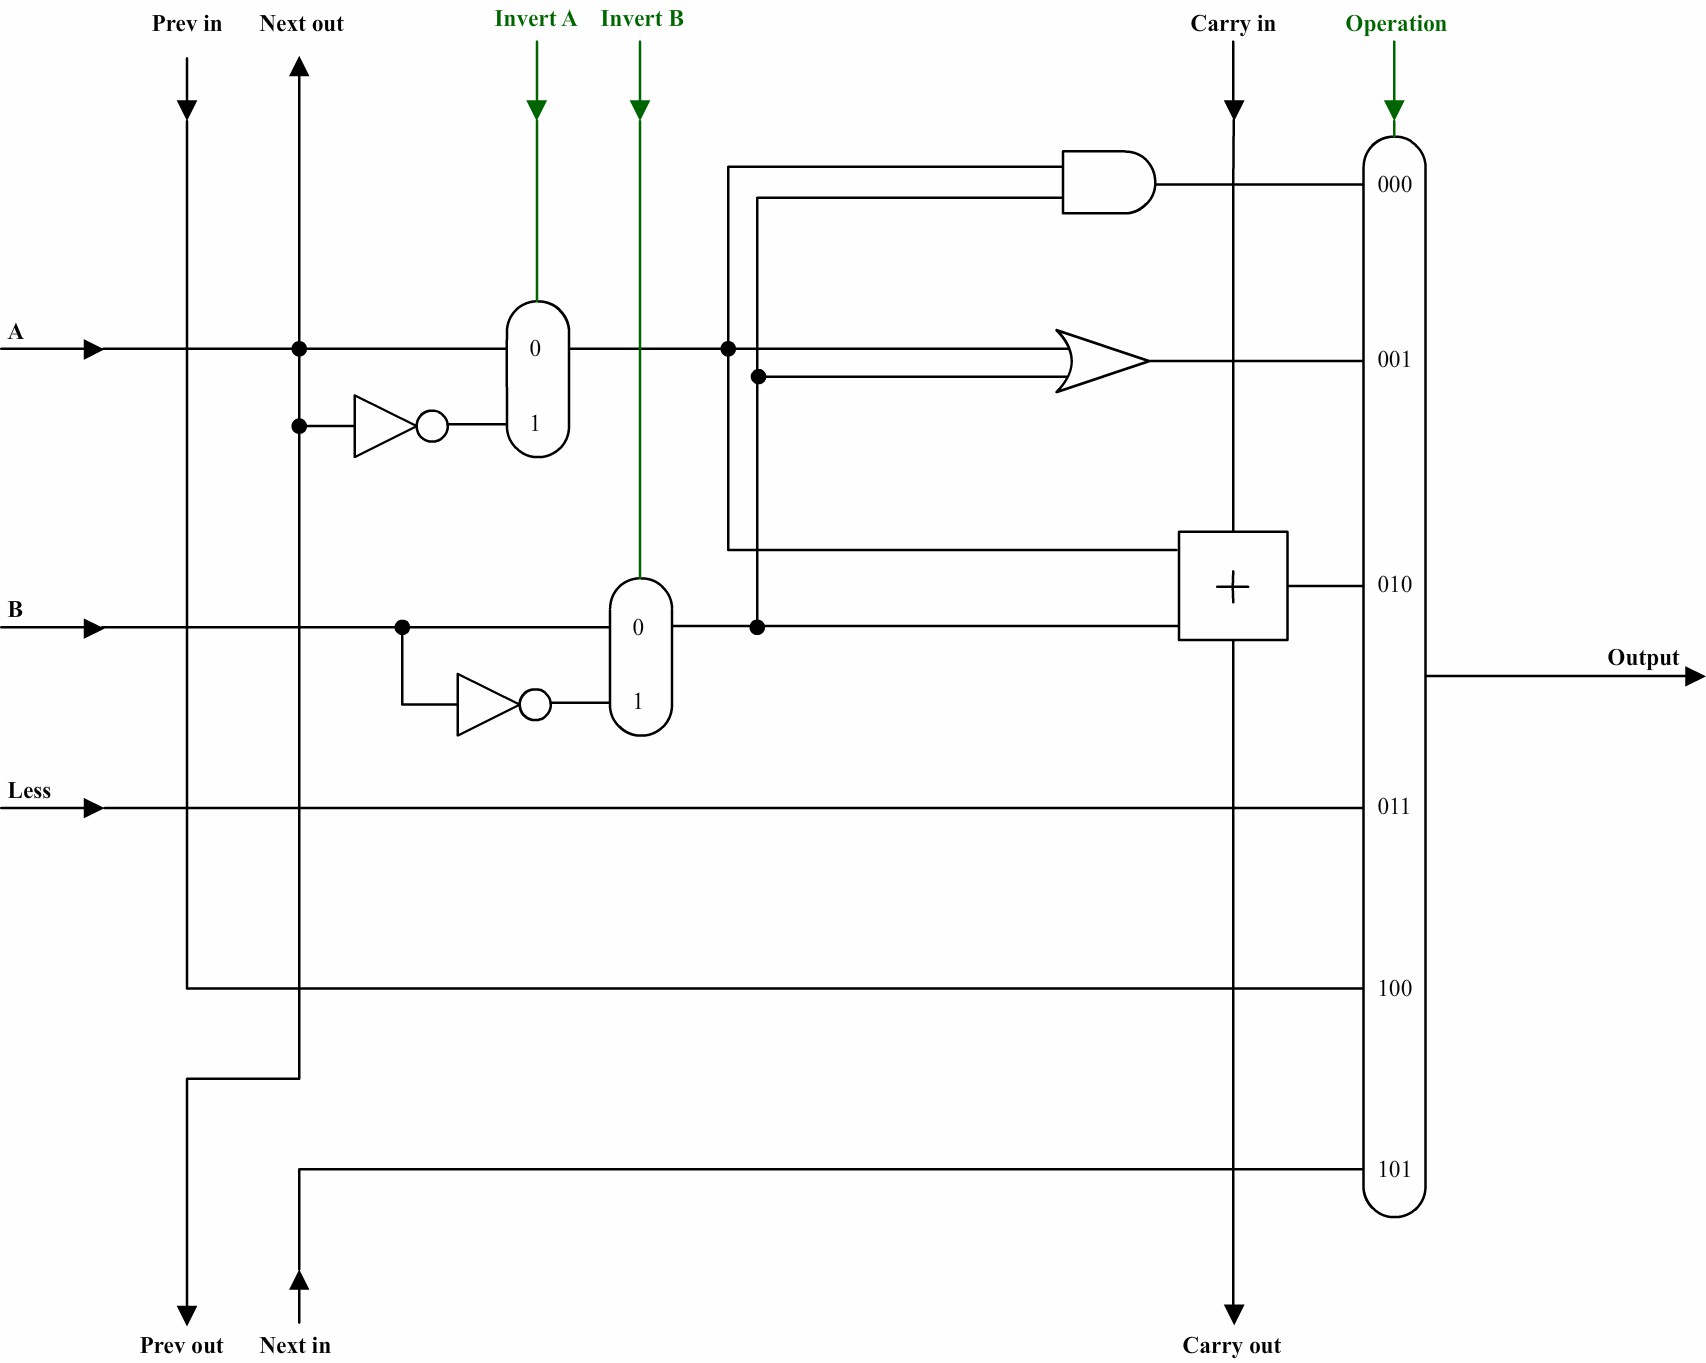 Prev in
Next out
Invert A
Invert B
Carry in
Operation
000
A
0
001
1
010
B
0
Output
1
Less
011
100
101
Prev out
Next in
Carry out